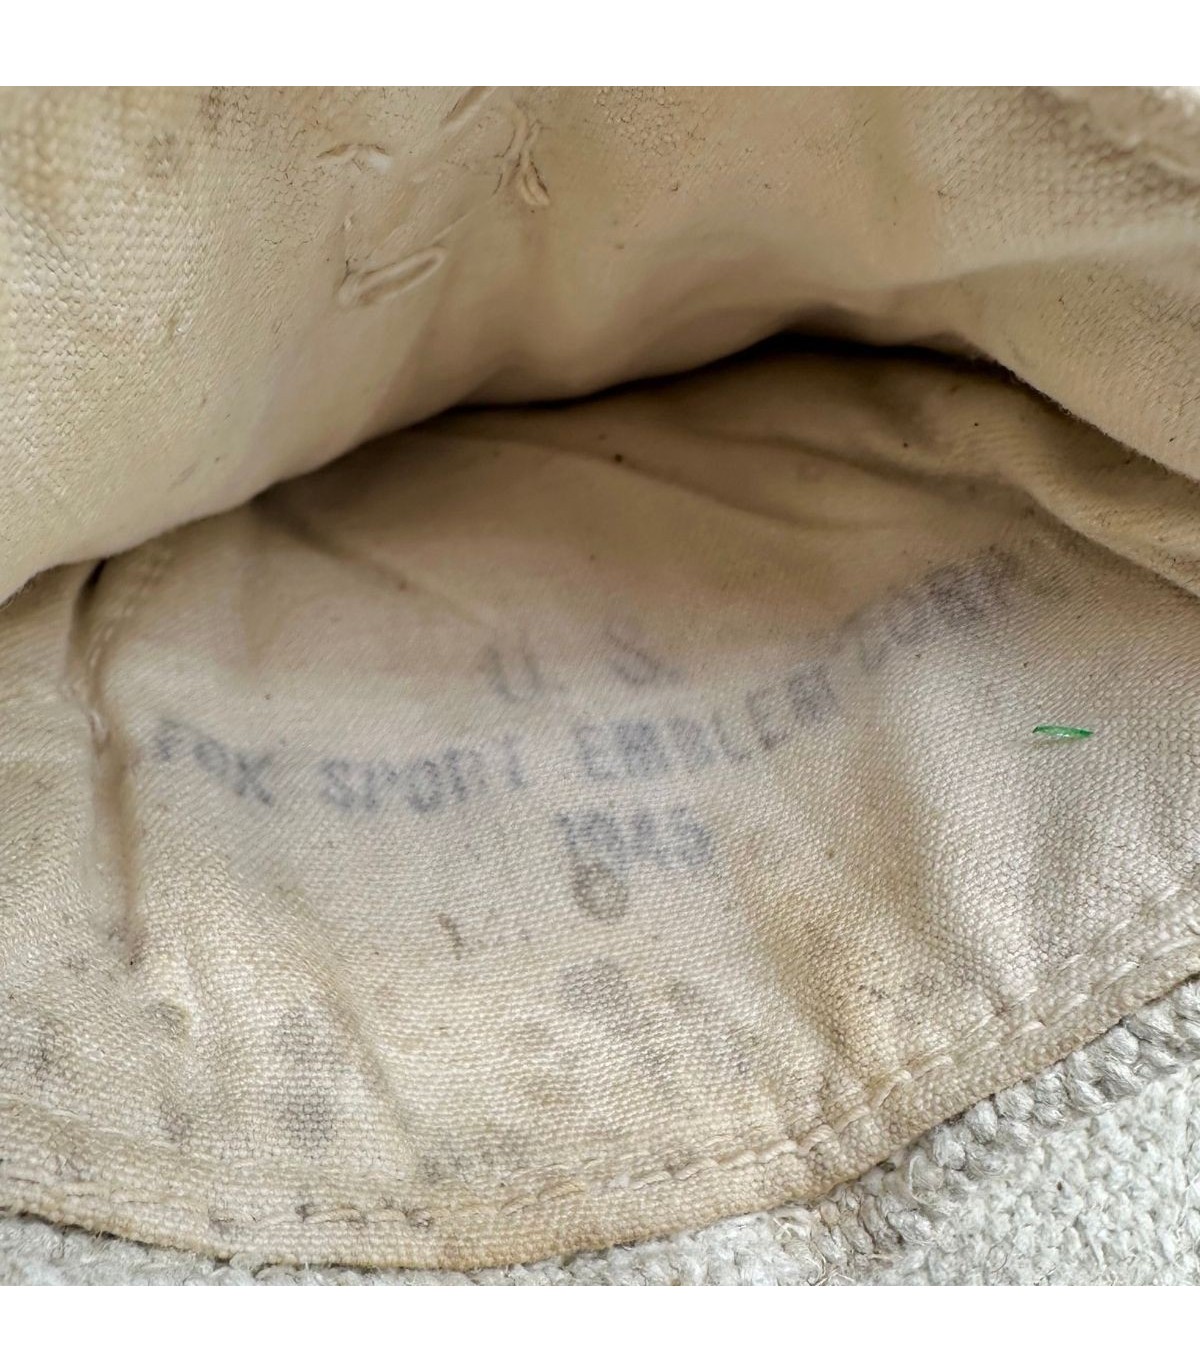 U. S.
FOX SPORT EMBLEM CORP
1945